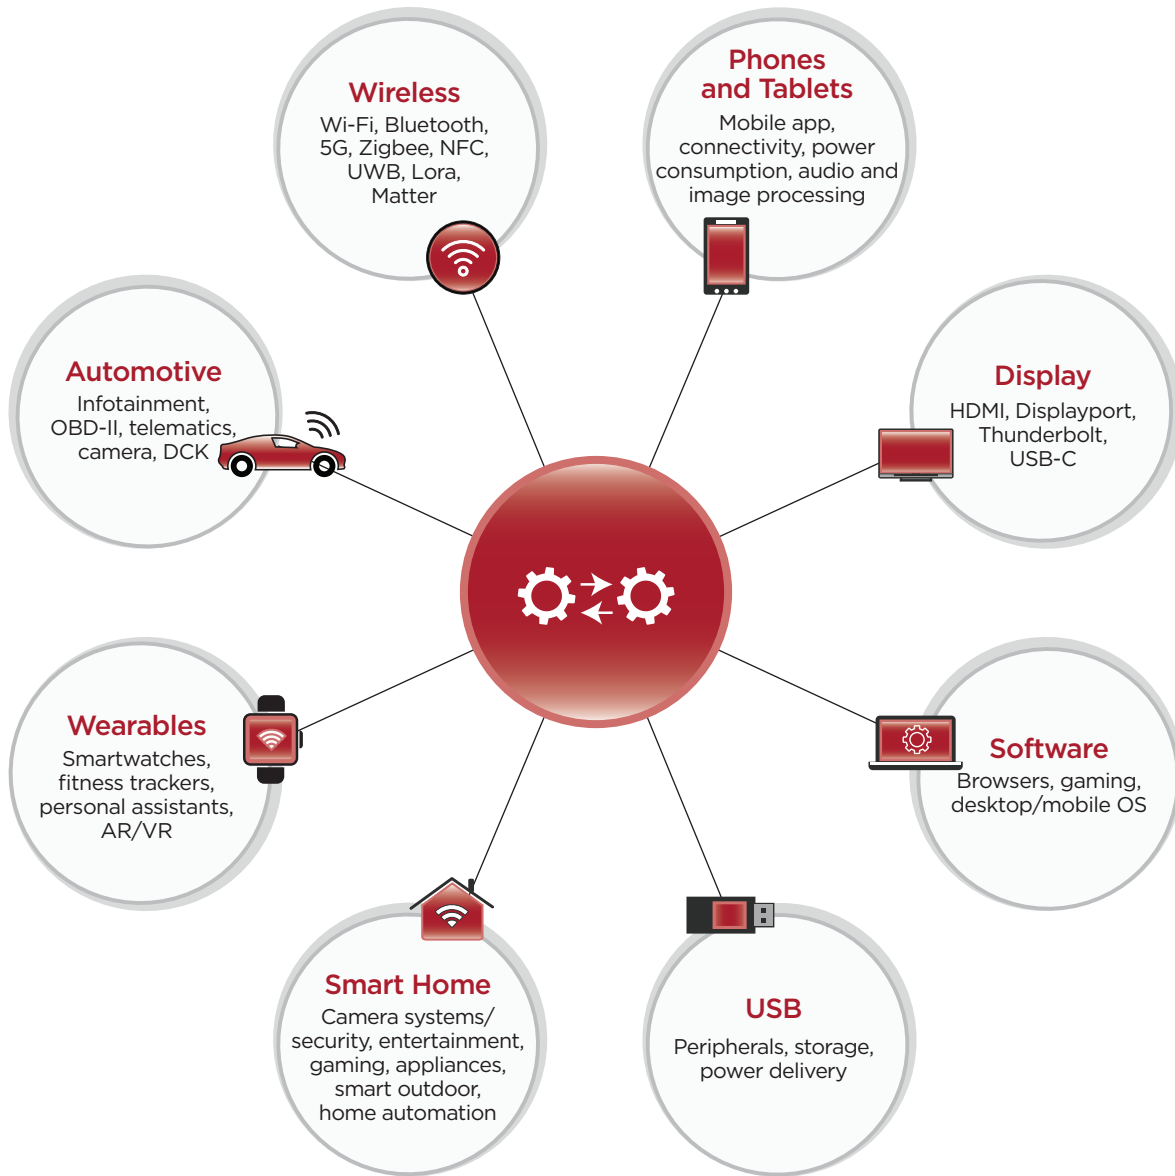 Wireless
Wi-Fi, Bluetooth,
5G, Zigbee, NFC,
UWB, Lora,
Matter
Phones
and Tablets
Mobile app,
connectivity, power
consumption, audio and
image processing
Automotive
Infotainment,
OBD-II, telematics,
camera, DCK
Display
HDMI, Displayport,
Thunderbolt,
USB-C
Wearables
Smartwatches,
fitness trackers,
personal assistants,
AR/VR
Software
Browsers, gaming,
desktop/mobile OS
Smart Home
Camera systems/
security, entertainment,
gaming, appliances,
smart outdoor,
home automation
USB
Peripherals, storage,
power delivery